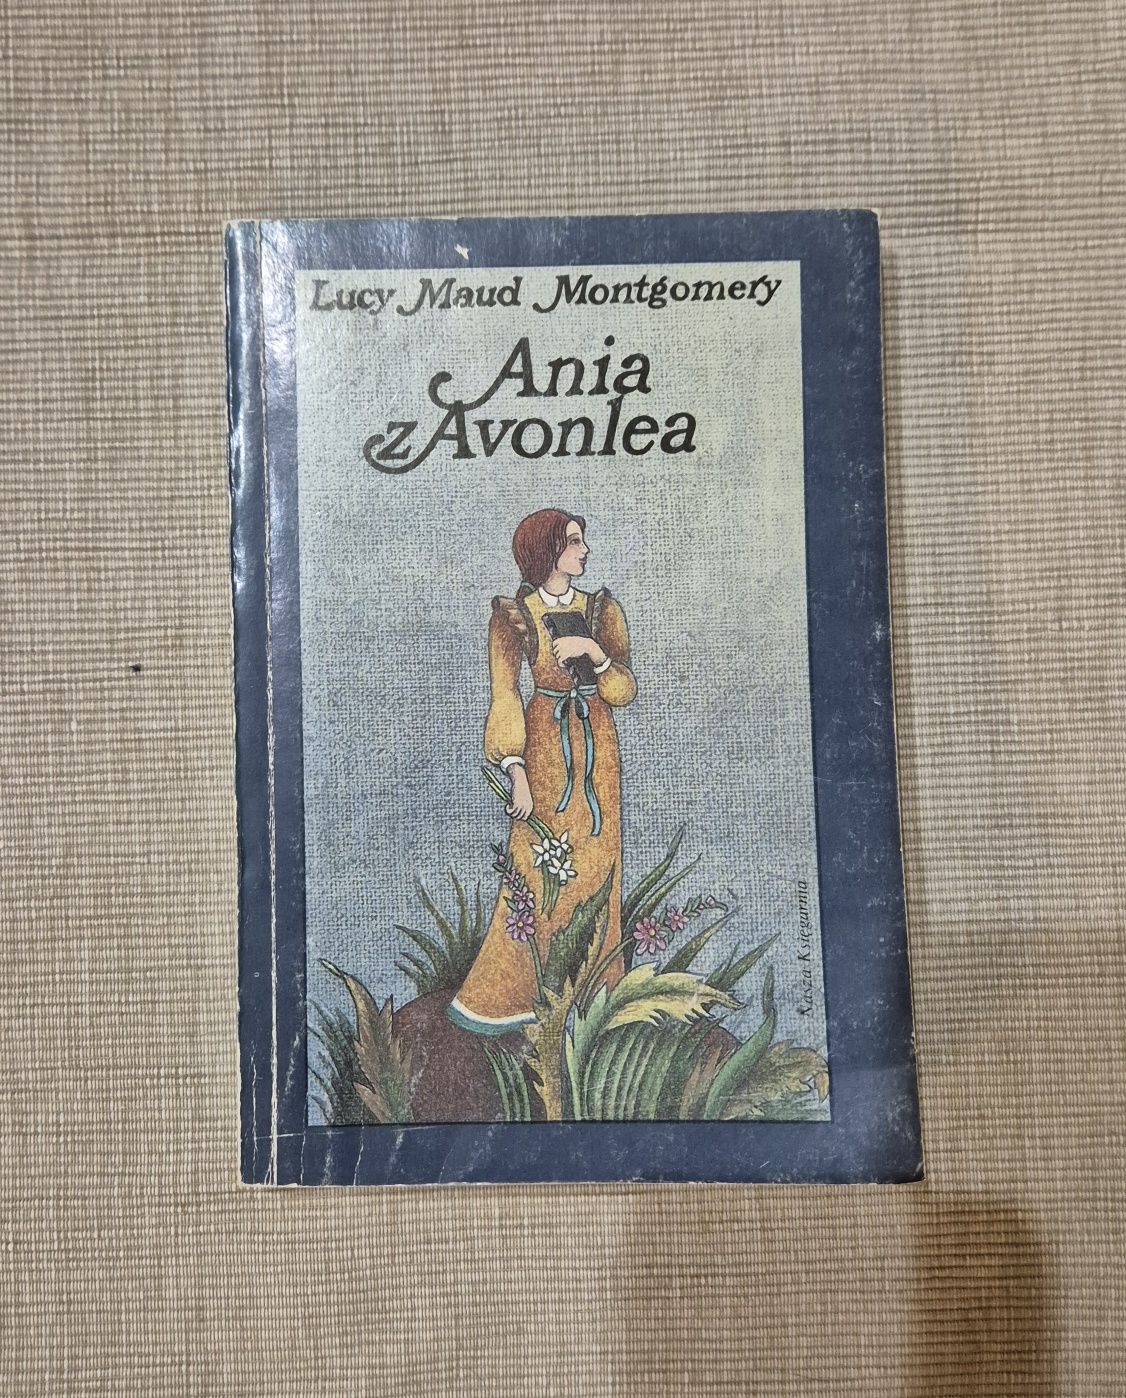 Lucy Maud Montgomery
Ania
z Avonlea
Nasza Księgarnia